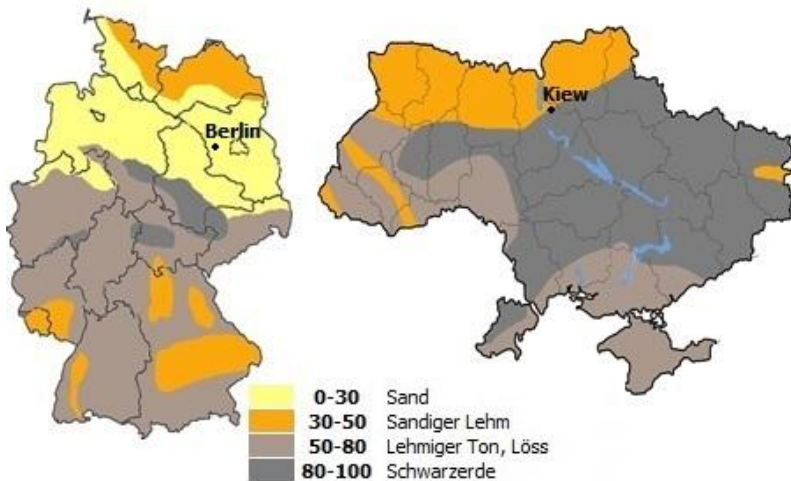 Berlin
Kiew
0-30 Sand
30-50 Sandiger Lehm
50-80 Lehmiger Ton, Löss
80-100 Schwarzerde